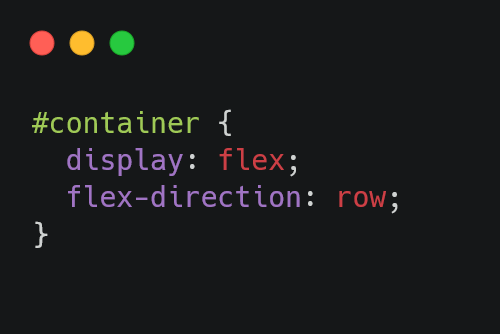 #container {
  display: flex;
  flex-direction: row;
}